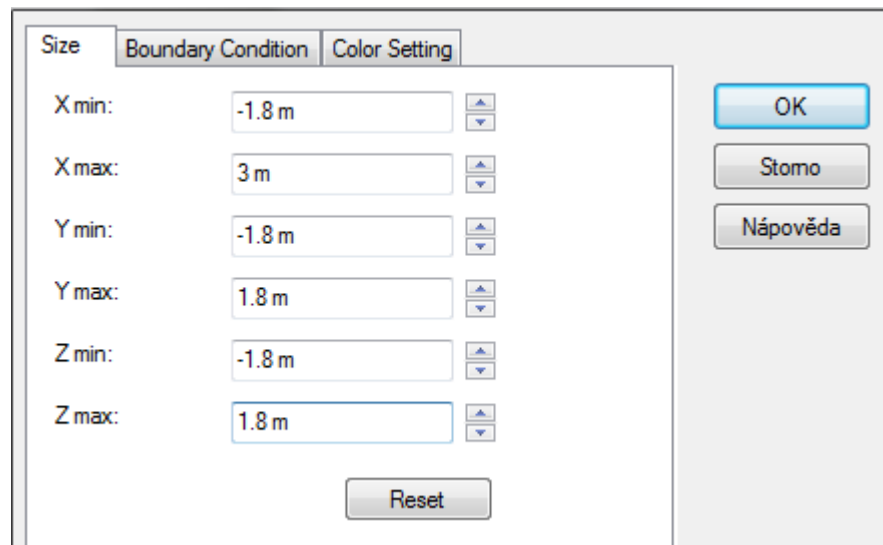 Size Boundary Condition Color Setting
X min: -1.8 m OK
X max: 3 m Storno
Y min: -1.8 m Nápověda
Y max: 1.8 m
Z min: -1.8 m
Z max: 1.8 m
Reset